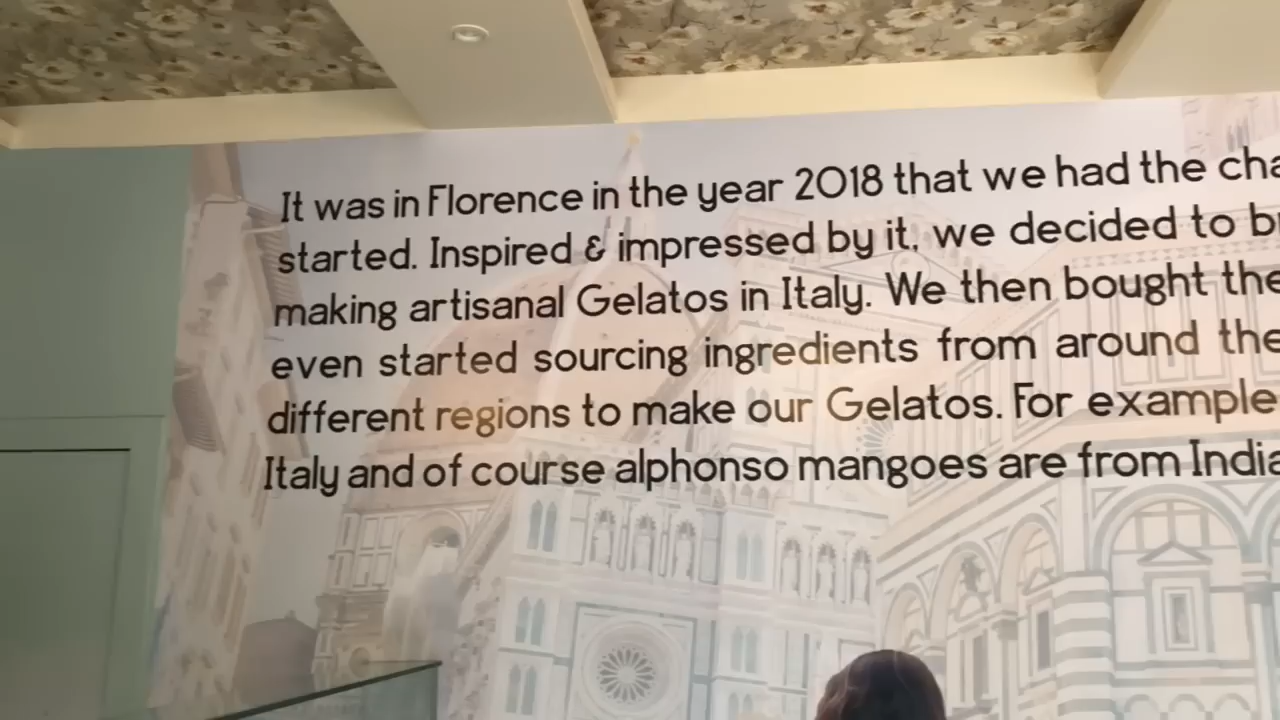 It was in Florence in the year 2018 that we had the
started. Inspired & impressed by it, we decided to
making artisanal Gelatos in Italy. We then bought the
even started sourcing ingredients from around the
different regions to make our Gelatos. For example
Italy and of course alphonso mangoes are from India